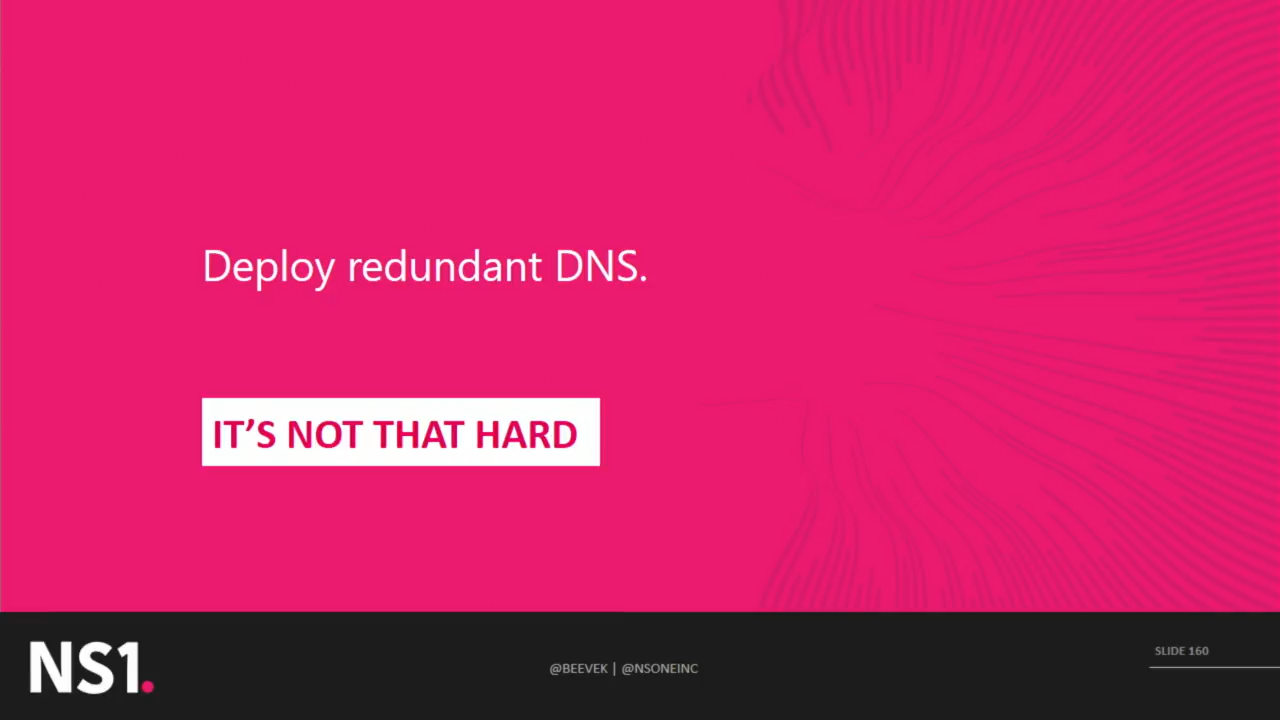 Deploy redundant DNS.
IT’S NOT THAT HARD
NS1.
@BEEVEK | @NSONEINC
SLIDE 160